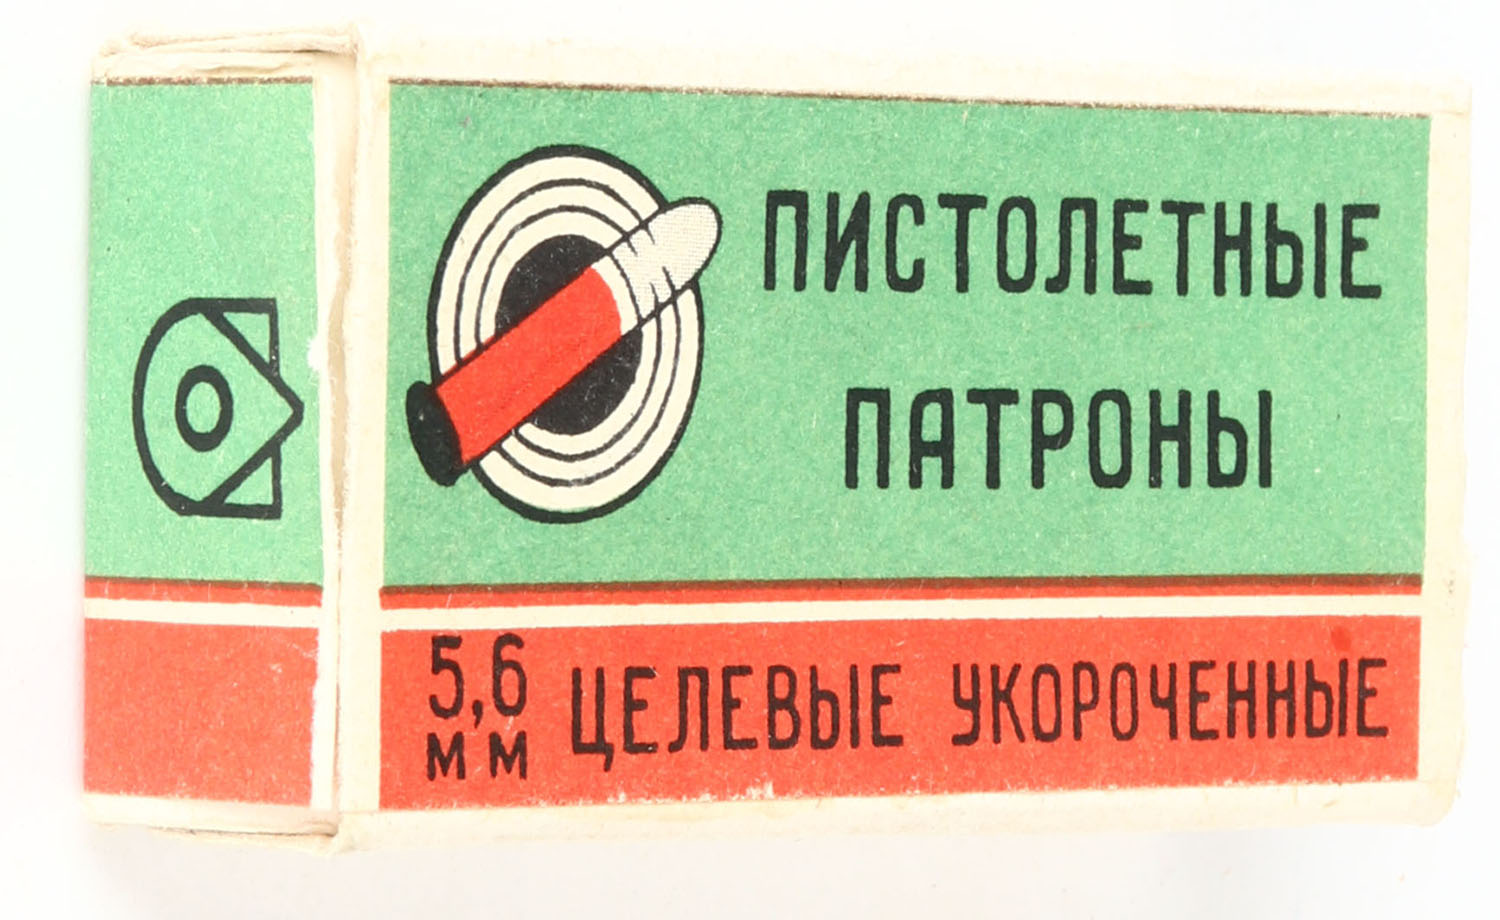 ПИСТОЛЕТНЫЕ
ПАТРОНЫ
5,6 мм ЦЕЛЕВЫЕ УКОРОЧЕННЫЕ